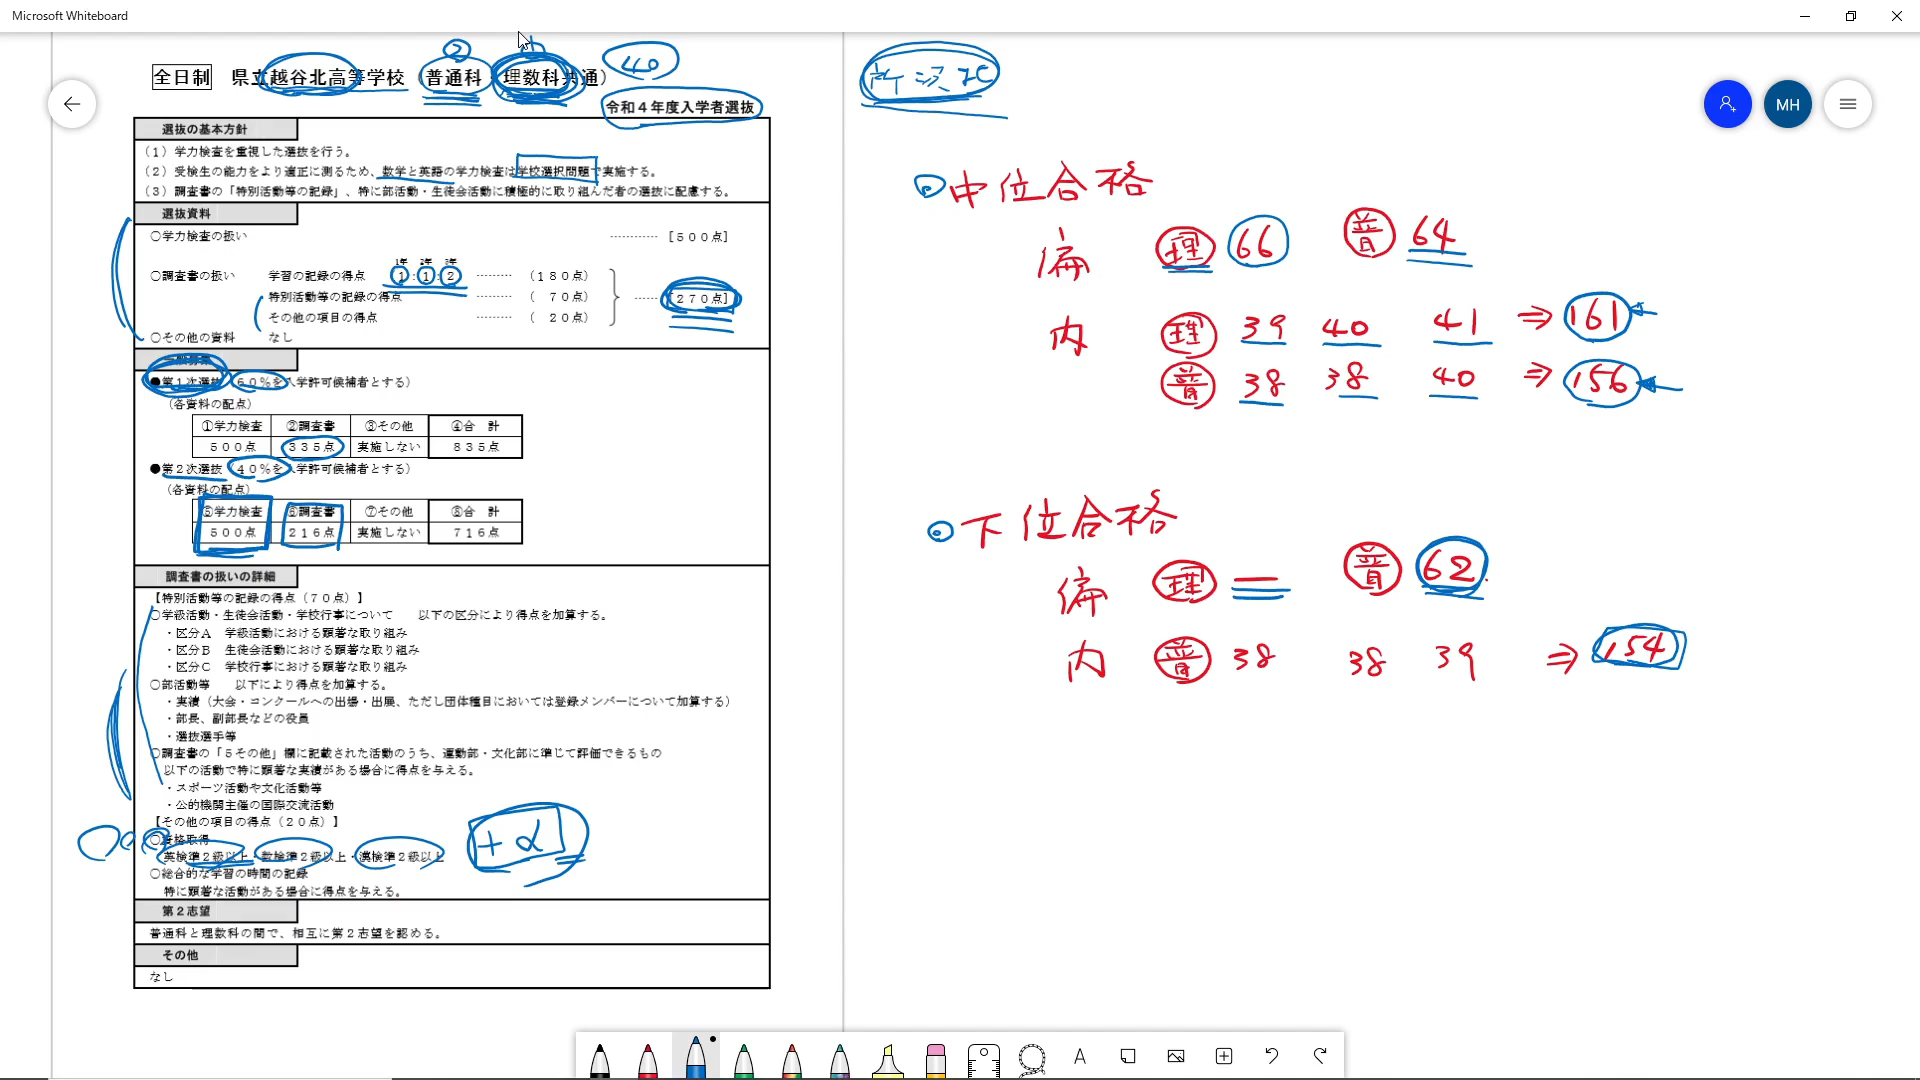 Microsoft Whiteboard
全日制 県立越谷北高等学校（普通科・理数科共通）
② 40
令和４年度入学者選抜
選抜の基本方針
（１）学力検査を重視した選抜を行う。
（２）受検生の能力をより適正に測るため、数学と英語の学力検査は学校選択問題で実施する。
（３）調査書の「特別活動等の記録」、特に部活動・生徒会活動に積極的に取り組んだ者の選抜に配慮する。
選抜資料
○学力検査の扱い ………… ［５００点］
1年 2年 3年
○調査書の扱い 学習の記録の得点 １：１：２ ……… （１８０点）
特別活動等の記録の得点 ……… （ ７０点） …… ［２７０点］
その他の項目の得点 ……… （ ２０点）
○その他の資料 なし
一般募集
●第１次選抜（６０％を入学許可候補者とする）
（各資料の配点）
①学力検査 ②調査書 ③その他 ④合 計
５００点 ３３５点 実施しない ８３５点
●第２次選抜（４０％を入学許可候補者とする）
（各資料の配点）
⑤学力検査 ⑥調査書 ⑦その他 ⑧合 計
５００点 ２１６点 実施しない ７１６点
調査書の扱いの詳細
【特別活動等の記録の得点（７０点）】
○学級活動・生徒会活動・学校行事について 以下の区分により得点を加算する。
・区分Ａ 学級活動における顕著な取り組み
・区分Ｂ 生徒会活動における顕著な取り組み
・区分Ｃ 学校行事における顕著な取り組み
○部活動等 以下により得点を加算する。
・実績（大会・コンクールへの出場・出展、ただし団体種目においては登録メンバーについて加算する）
・部長、副部長などの役員
・選抜選手等
○調査書の「５その他」欄に記載された活動のうち、運動部・文化部に準じて評価できるもの
以下の活動で特に顕著な実績がある場合に得点を与える。
・スポーツ活動や文化活動等
・公的機関主催の国際交流活動
【その他の項目の得点（２０点）】
○資格取得
英検準２級以上・数検準２級以上・漢検準２級以上
+α
○総合的な学習の時間の記録
特に顕著な活動がある場合に得点を与える。
第２志望
普通科と理数科の間で、相互に第２志望を認める。
その他
なし
中位合格
偏 理 66 普 64
内 理 39 40 41 ⇒ 161
普 38 38 40 ⇒ 156
下位合格
偏 理 = 普 62
内 普 38 38 39 ⇒ 154
MH
A